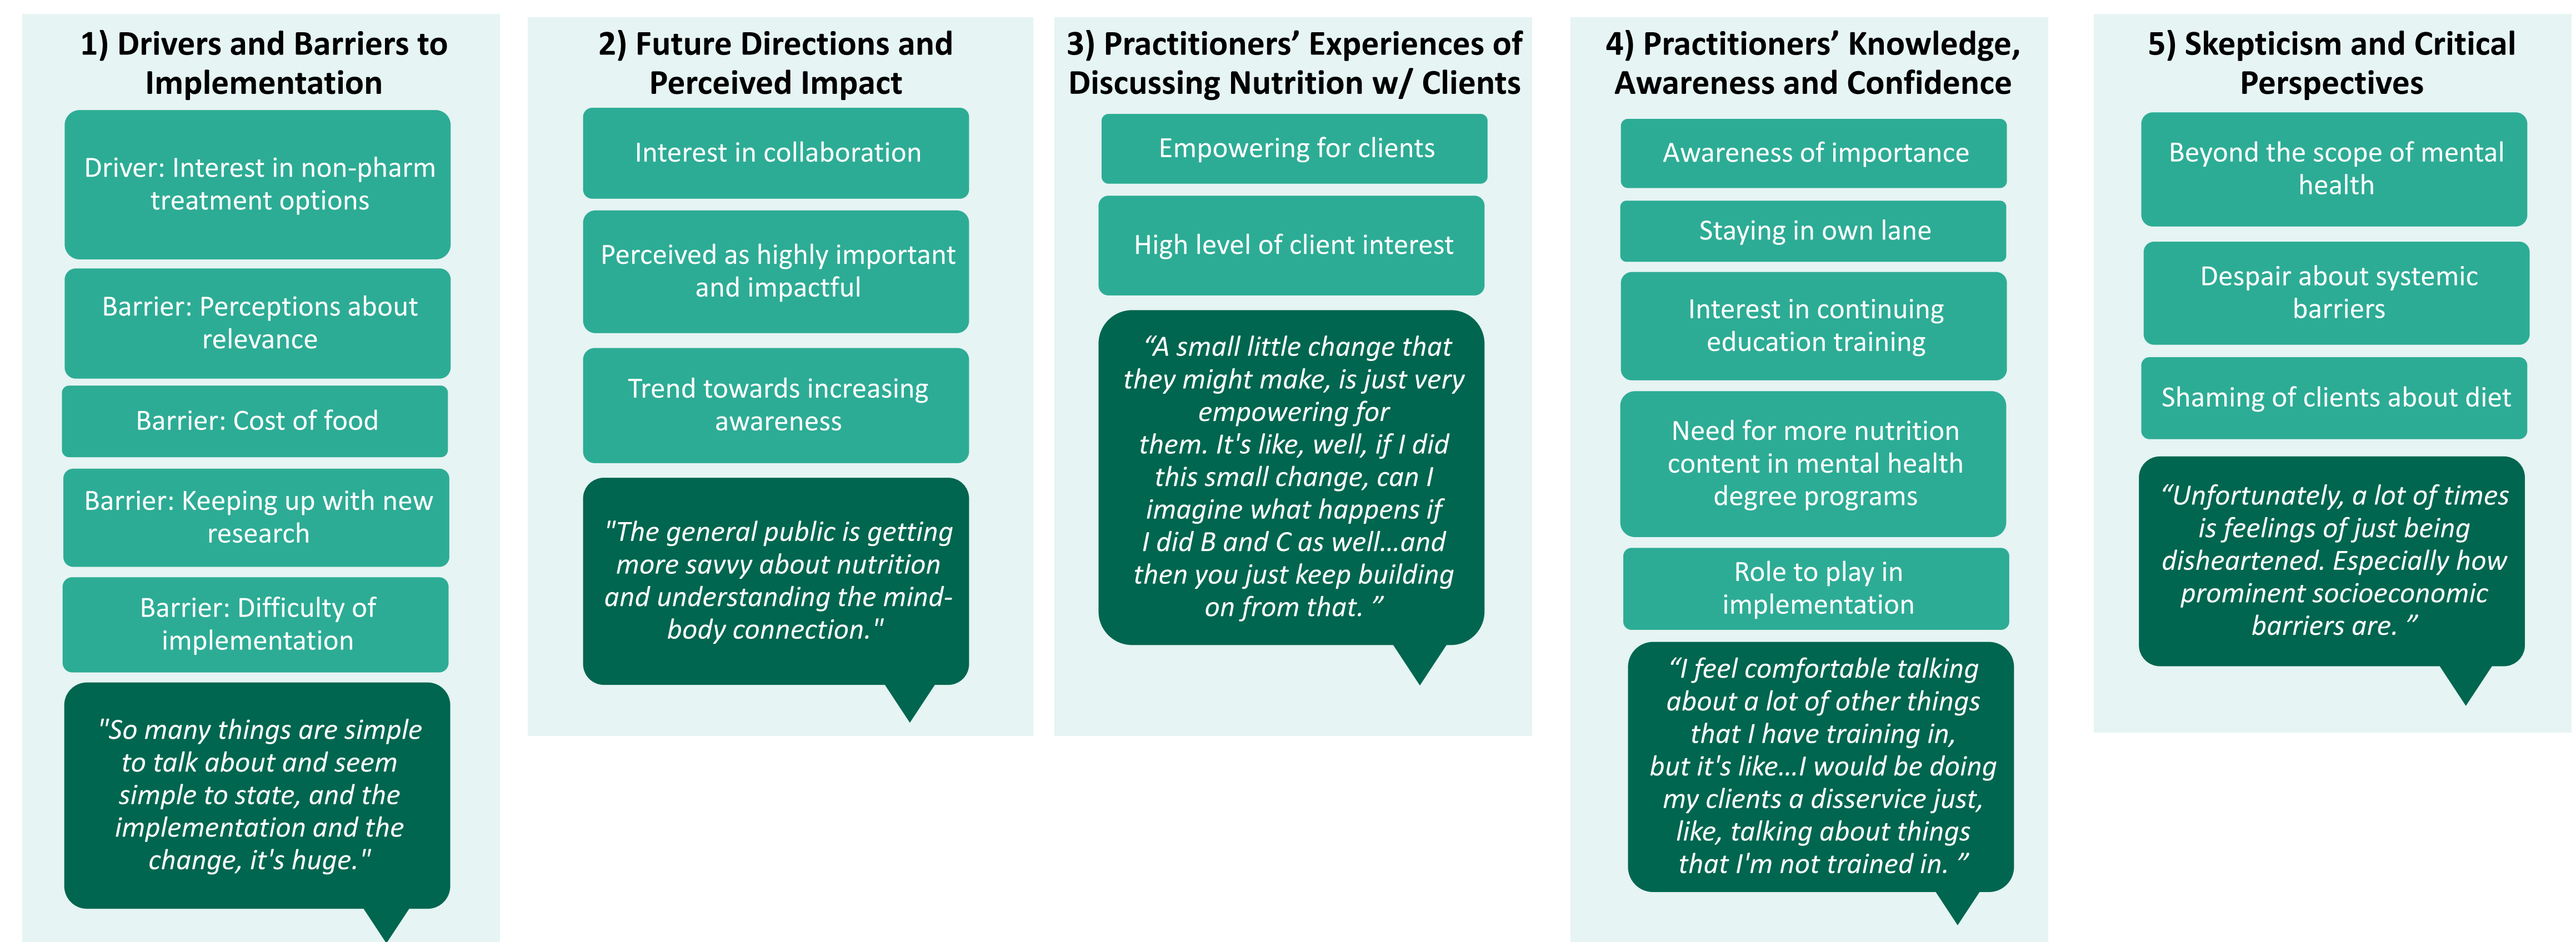 1) Drivers and Barriers to
Implementation
Driver: Interest in non-pharm
treatment options
Barrier: Perceptions about
relevance
Barrier: Cost of food
Barrier: Keeping up with new
research
Barrier: Difficulty of
implementation
"So many things are simple
to talk about and seem
simple to state, and the
implementation and the
change, it's huge."
2) Future Directions and
Perceived Impact
Interest in collaboration
Perceived as highly important
and impactful
Trend towards increasing
awareness
"The general public is getting
more savvy about nutrition
and understanding the mind-
body connection."
3) Practitioners’ Experiences of
Discussing Nutrition w/ Clients
Empowering for clients
High level of client interest
“A small little change that
they might make, is just very
empowering for
them. It's like, well, if I did
this small change, can I
imagine what happens if
I did B and C as well…and
then you just keep building
on from that. ”
4) Practitioners’ Knowledge,
Awareness and Confidence
Awareness of importance
Staying in own lane
Interest in continuing
education training
Need for more nutrition
content in mental health
degree programs
Role to play in
implementation
“I feel comfortable talking
about a lot of other things
that I have training in,
but it's like…I would be doing
my clients a disservice just,
like, talking about things
that I'm not trained in. ”
5) Skepticism and Critical
Perspectives
Beyond the scope of mental
health
Despair about systemic
barriers
Shaming of clients about diet
“Unfortunately, a lot of times
is feelings of just being
disheartened. Especially how
prominent socioeconomic
barriers are. ”